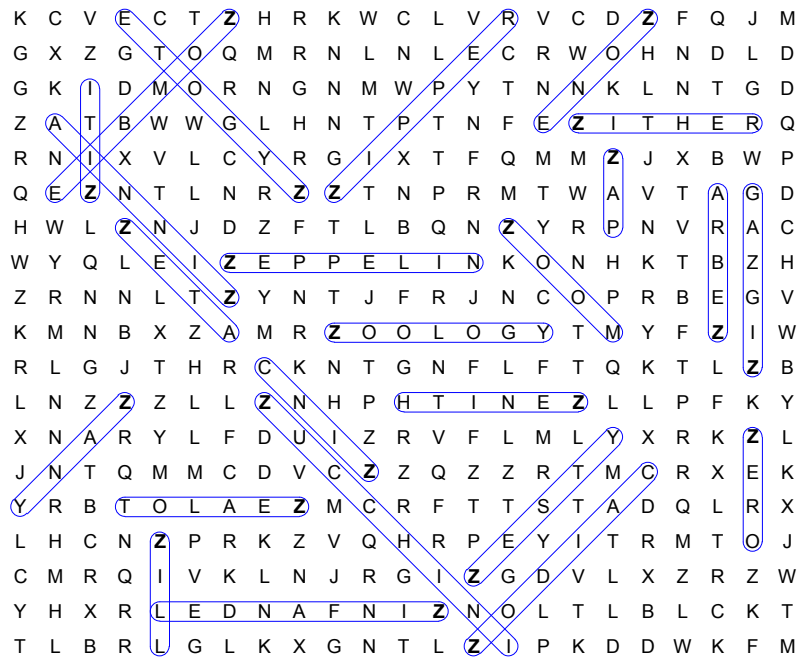 K C V E C T Z H R K W C L V R V C D Z F Q J M
G X Z G T O Q M R N L N L E C R W O H N D L D
G K I D M O R N G N M W P Y T N N K L N T G D
Z A T B W W G L H N T P T N F E Z I T H E R Q
R N I X V L C Y R G I X T F Q M M Z J X B W P
Q E Z N T L N R Z Z T N P R M T W A V T A G D
H W L Z N J D Z F T L B Q N Z Y R P N V R A C
W Y Q L E I Z E P P E L I N K O N H K T B Z H
Z R N N L T Z Y N T J F R J N C O P R B E G V
K M N B X Z A M R Z O O L O G Y T M Y F Z I W
R L G J T H R C K N T G N F L F T Q K T L Z B
L N Z Z Z L L Z N H P H T I N E Z L L P F K Y
X N A R Y L F D U I Z R V F L M L Y X R K Z L
J N T Q M M C D V C Z Z Q Z Z R T M C R X E K
Y R B T O L A E Z M C R F T T S T A D Q L R X
L H C N Z P R K Z V Q H R P E Y I T R M T O J
C M R Q I V K L N J R G I Z G D V L X Z R Z W
Y H X R L E D N A F N I Z N O L T L B L C K T
T L B R L G L K X G N T L Z I P K D D W K F M